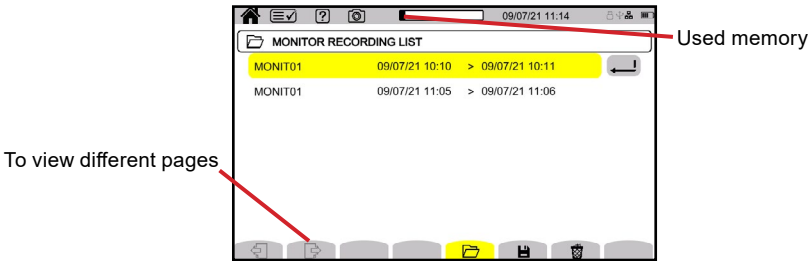 09/07/21 11:14
Used memory
MONITOR RECORDING LIST
MONIT01 09/07/21 10:10 > 09/07/21 10:11
MONIT01 09/07/21 11:05 > 09/07/21 11:06
To view different pages